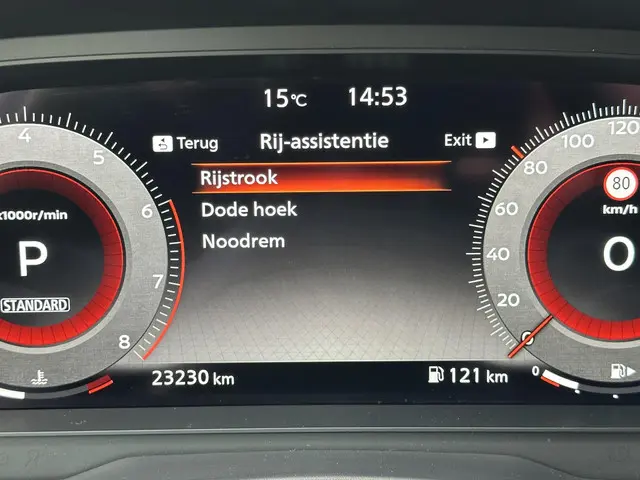 15°C 14:53
Terug Rij-assistentie Exit
Rijstrook
Dode hoek
Noodrem
4
5
6
7
8
x1000r/min
P
STANDARD
120
100
80
60
40
20
0
80
km/h
0
23230 km
121 km
0